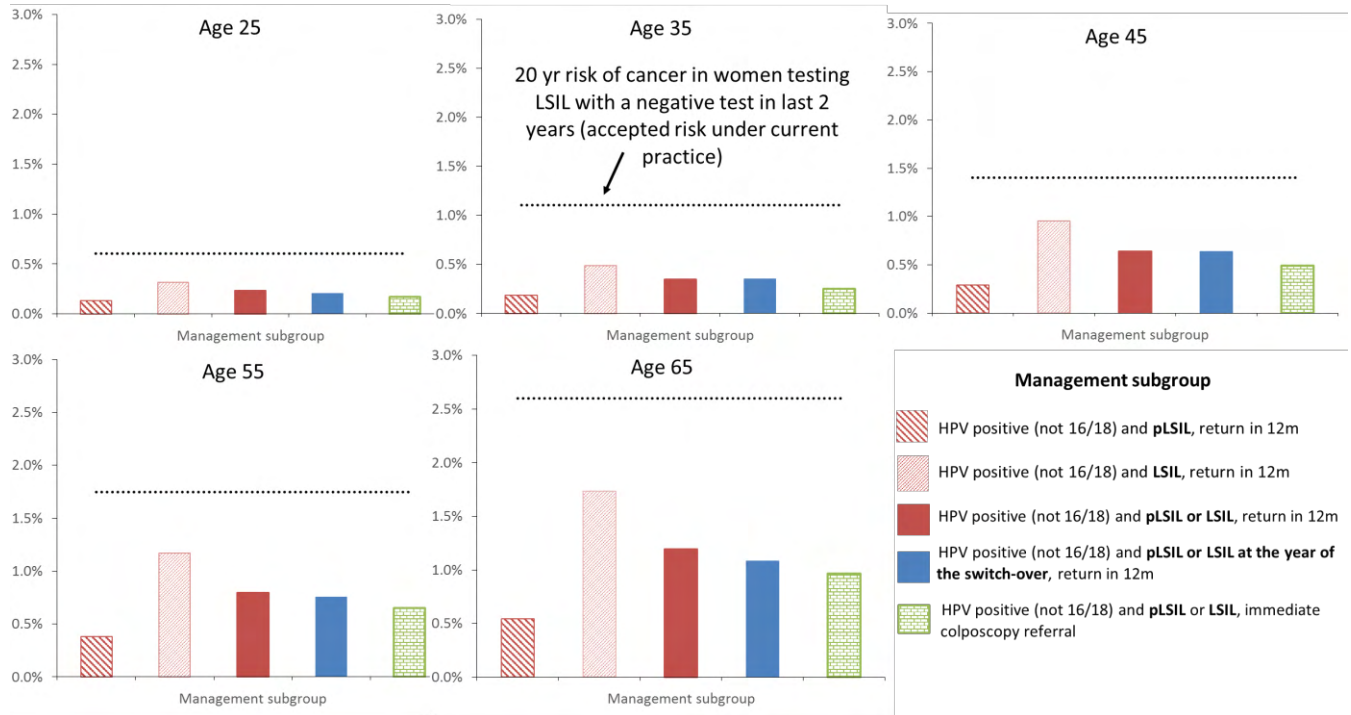 Age 25
3.0%
2.5%
2.0%
1.5%
1.0%
0.5%
0.0%
Management subgroup
Age 35
3.0%
2.5%
2.0%
1.5%
1.0%
0.5%
0.0%
20 yr risk of cancer in women testing
LSIL with a negative test in last 2
years (accepted risk under current
practice)
Management subgroup
Age 45
3.0%
2.5%
2.0%
1.5%
1.0%
0.5%
0.0%
Management subgroup
Age 55
3.0%
2.5%
2.0%
1.5%
1.0%
0.5%
0.0%
Management subgroup
Age 65
3.0%
2.5%
2.0%
1.5%
1.0%
0.5%
0.0%
Management subgroup
Management subgroup
HPV positive (not 16/18) and pLSIL, return in 12m
HPV positive (not 16/18) and LSIL, return in 12m
HPV positive (not 16/18) and pLSIL or LSIL, return in 12m
HPV positive (not 16/18) and pLSIL or LSIL at the year of
the switch-over, return in 12m
HPV positive (not 16/18) and pLSIL or LSIL, immediate
colposcopy referral